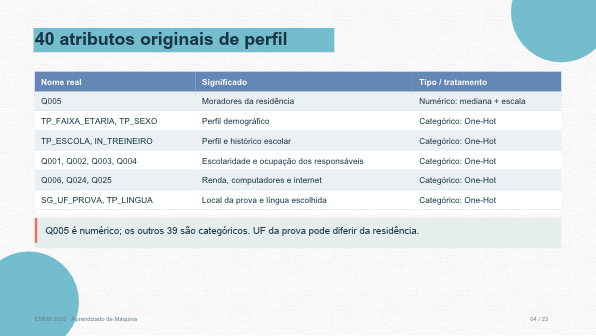 40 atributos originais de perfil
Nome real Significado Tipo / tratamento
Q005 Moradores da residência Numérico: mediana + escala
TP_FAIXA_ETARIA, TP_SEXO Perfil demográfico Categórico: One-Hot
TP_ESCOLA, IN_TREINEIRO Perfil e histórico escolar Categórico: One-Hot
Q001, Q002, Q003, Q004 Escolaridade e ocupação dos responsáveis Categórico: One-Hot
Q006, Q024, Q025 Renda, computadores e internet Categórico: One-Hot
SG_UF_PROVA, TP_LINGUA Local da prova e língua escolhida Categórico: One-Hot
Q005 é numérico; os outros 39 são categóricos. UF da prova pode diferir da residência.
ENEM 2023 · Aprendizado de Máquina 04 / 23